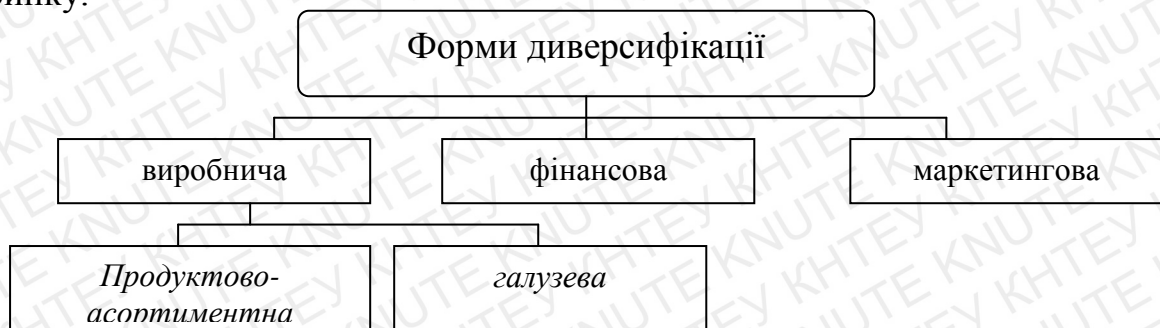 Форми диверсифікації
виробнича
фінансова
маркетингова
Продуктово-
асортиментна
галузева